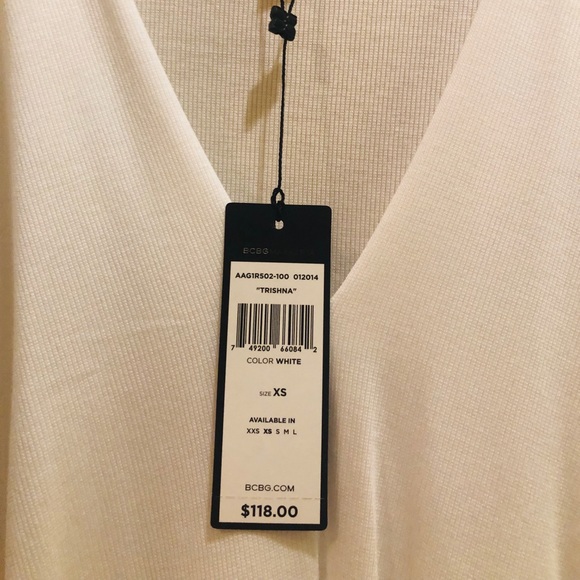 BCBG
AAG1R502-100 012014
"TRISHNA"
7 49200 66084 2
COLOR WHITE
SIZE XS
AVAILABLE IN
XXS XS S M L
BCBG.COM
$118.00